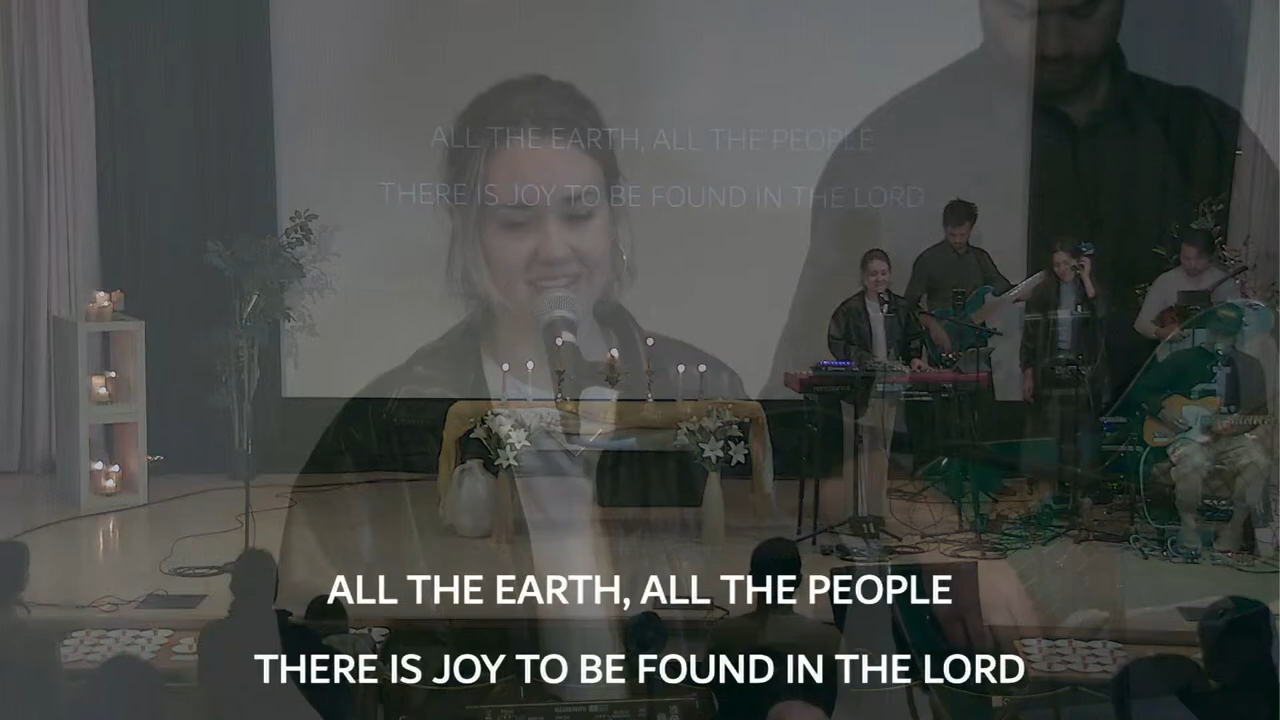 ALL THE EARTH, ALL THE PEOPLE
THERE IS JOY TO BE FOUND IN THE LORD
ALL THE EARTH, ALL THE PEOPLE
THERE IS JOY TO BE FOUND IN THE LORD